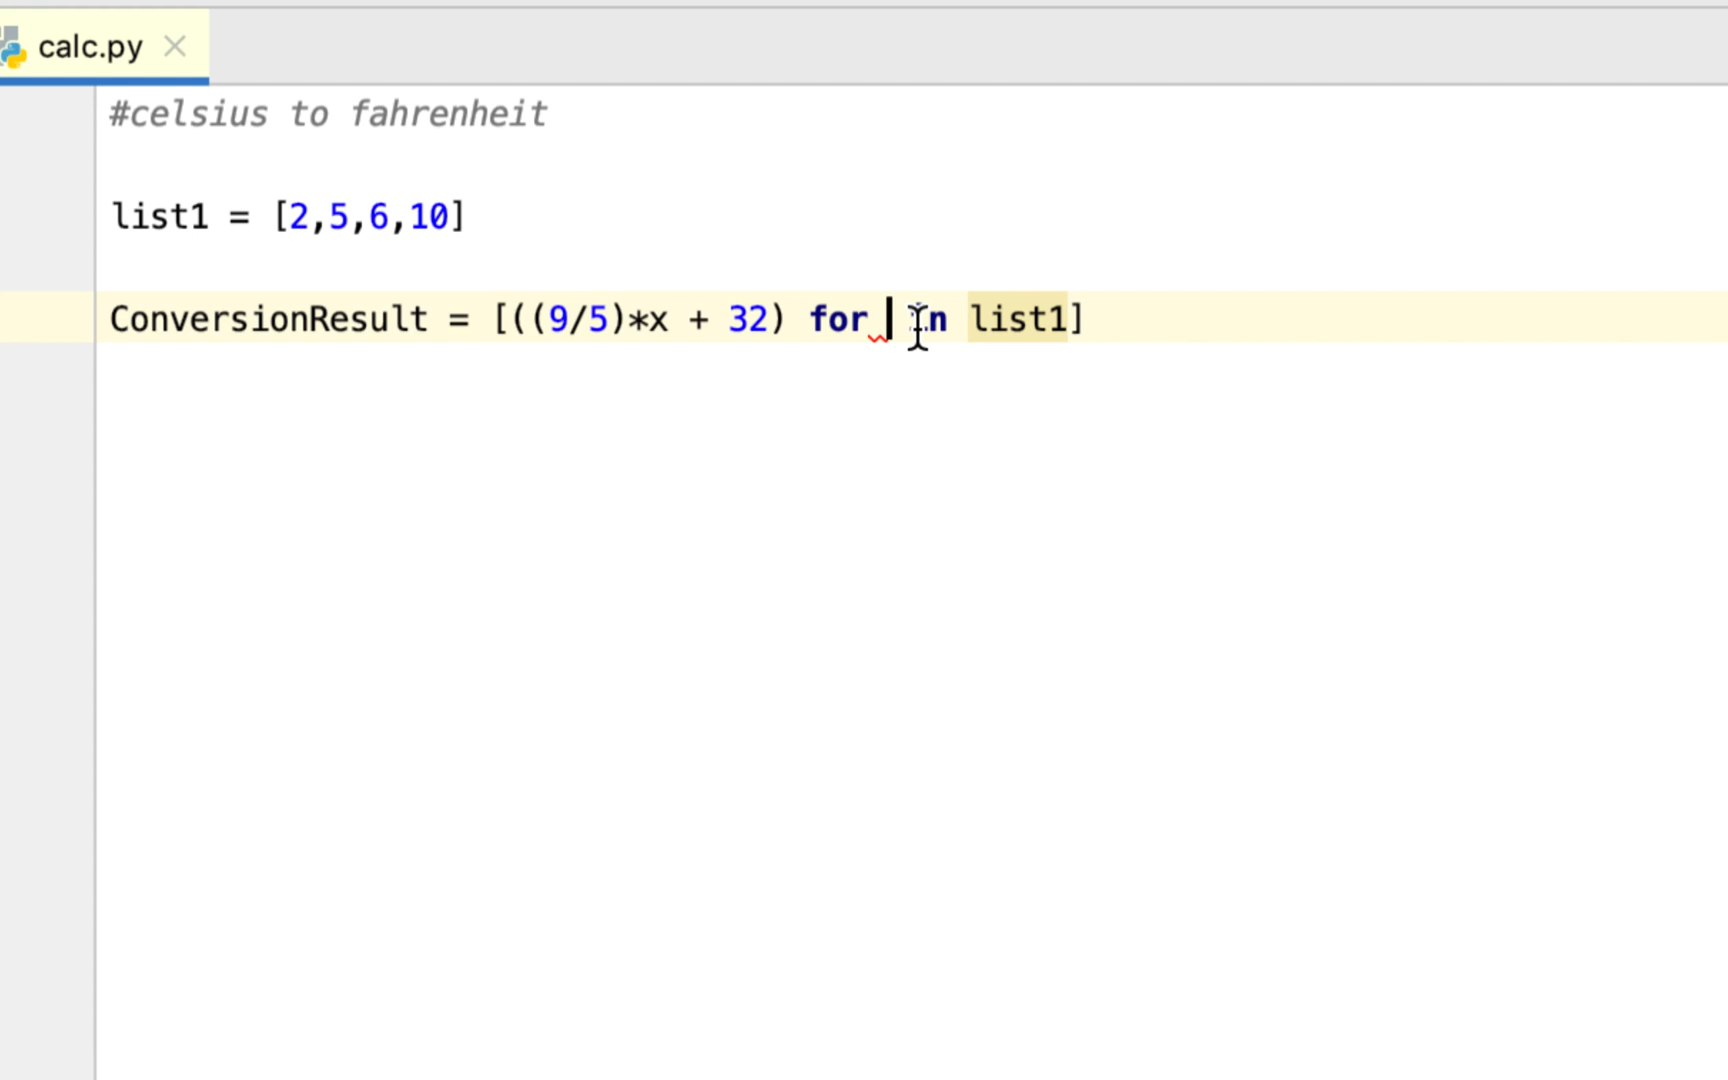 calc.py
#celsius to fahrenheit
list1 = [2,5,6,10]
ConversionResult = [((9/5)*x + 32) for in list1]